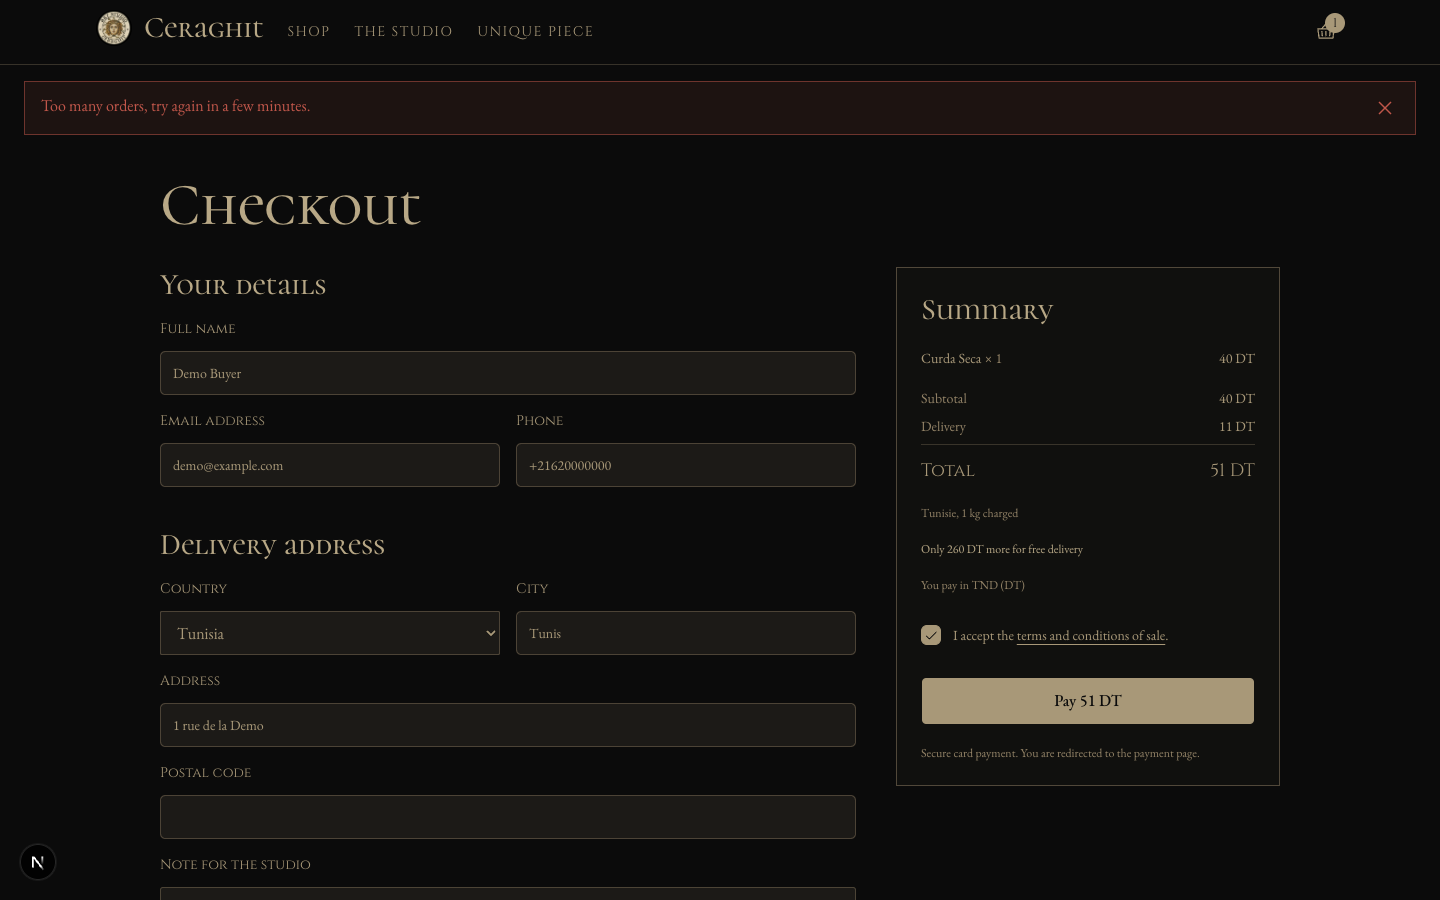 Ceraghit
SHOP
THE STUDIO
UNIQUE PIECE
1
Too many orders, try again in a few minutes.
Checkout
Your details
Full name
Demo Buyer
Email address
Phone
demo@example.com
+21620000000
Delivery address
Country
City
Tunisia
Tunis
Address
1 rue de la Demo
Postal code
Note for the studio
Summary
Curda Seca × 1
40 DT
Subtotal
40 DT
Delivery
11 DT
Total
51 DT
Tunisie, 1 kg charged
Only 260 DT more for free delivery
You pay in TND (DT)
I accept the terms and conditions of sale.
Pay 51 DT
Secure card payment. You are redirected to the payment page.
N